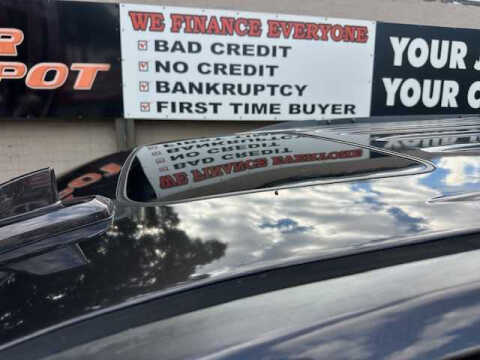 R
POT
WE FINANCE EVERYONE
BAD CREDIT
NO CREDIT
BANKRUPTCY
FIRST TIME BUYER
YOUR J
YOUR C